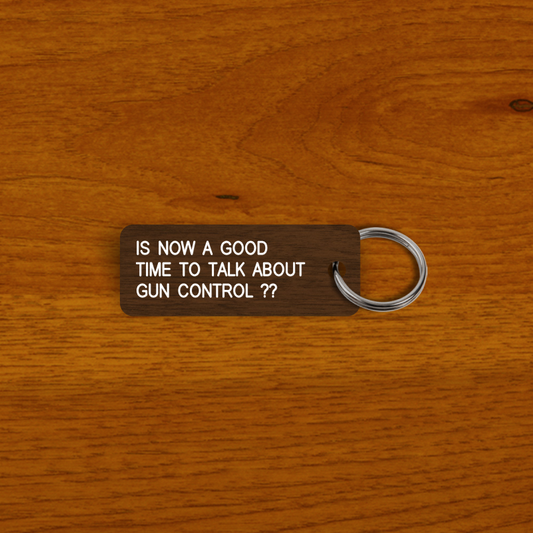 IS NOW A GOOD
TIME TO TALK ABOUT
GUN CONTROL ??